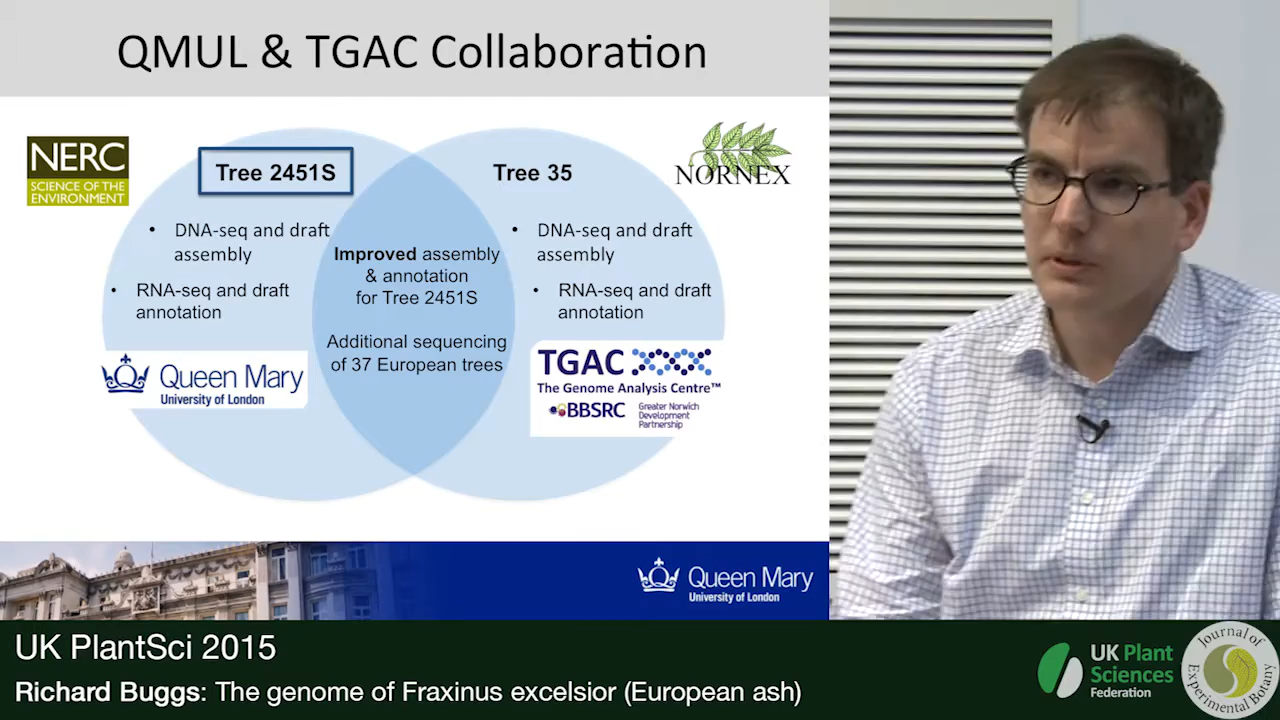 QMUL & TGAC Collaboration
NERC
SCIENCE OF THE
ENVIRONMENT
Tree 2451S
• DNA-seq and draft
assembly
• RNA-seq and draft
annotation
Queen Mary
University of London
Improved assembly
& annotation
for Tree 2451S
Additional sequencing
of 37 European trees
Tree 35
NORNEX
• DNA-seq and draft
assembly
• RNA-seq and draft
annotation
TGAC
The Genome Analysis Centre™
BBSRC
Greater Norwich
Development
Partnership
Queen Mary
University of London
UK PlantSci 2015
Richard Buggs: The genome of Fraxinus excelsior (European ash)
UK Plant
Sciences
Federation
Journal of
Experimental Botany